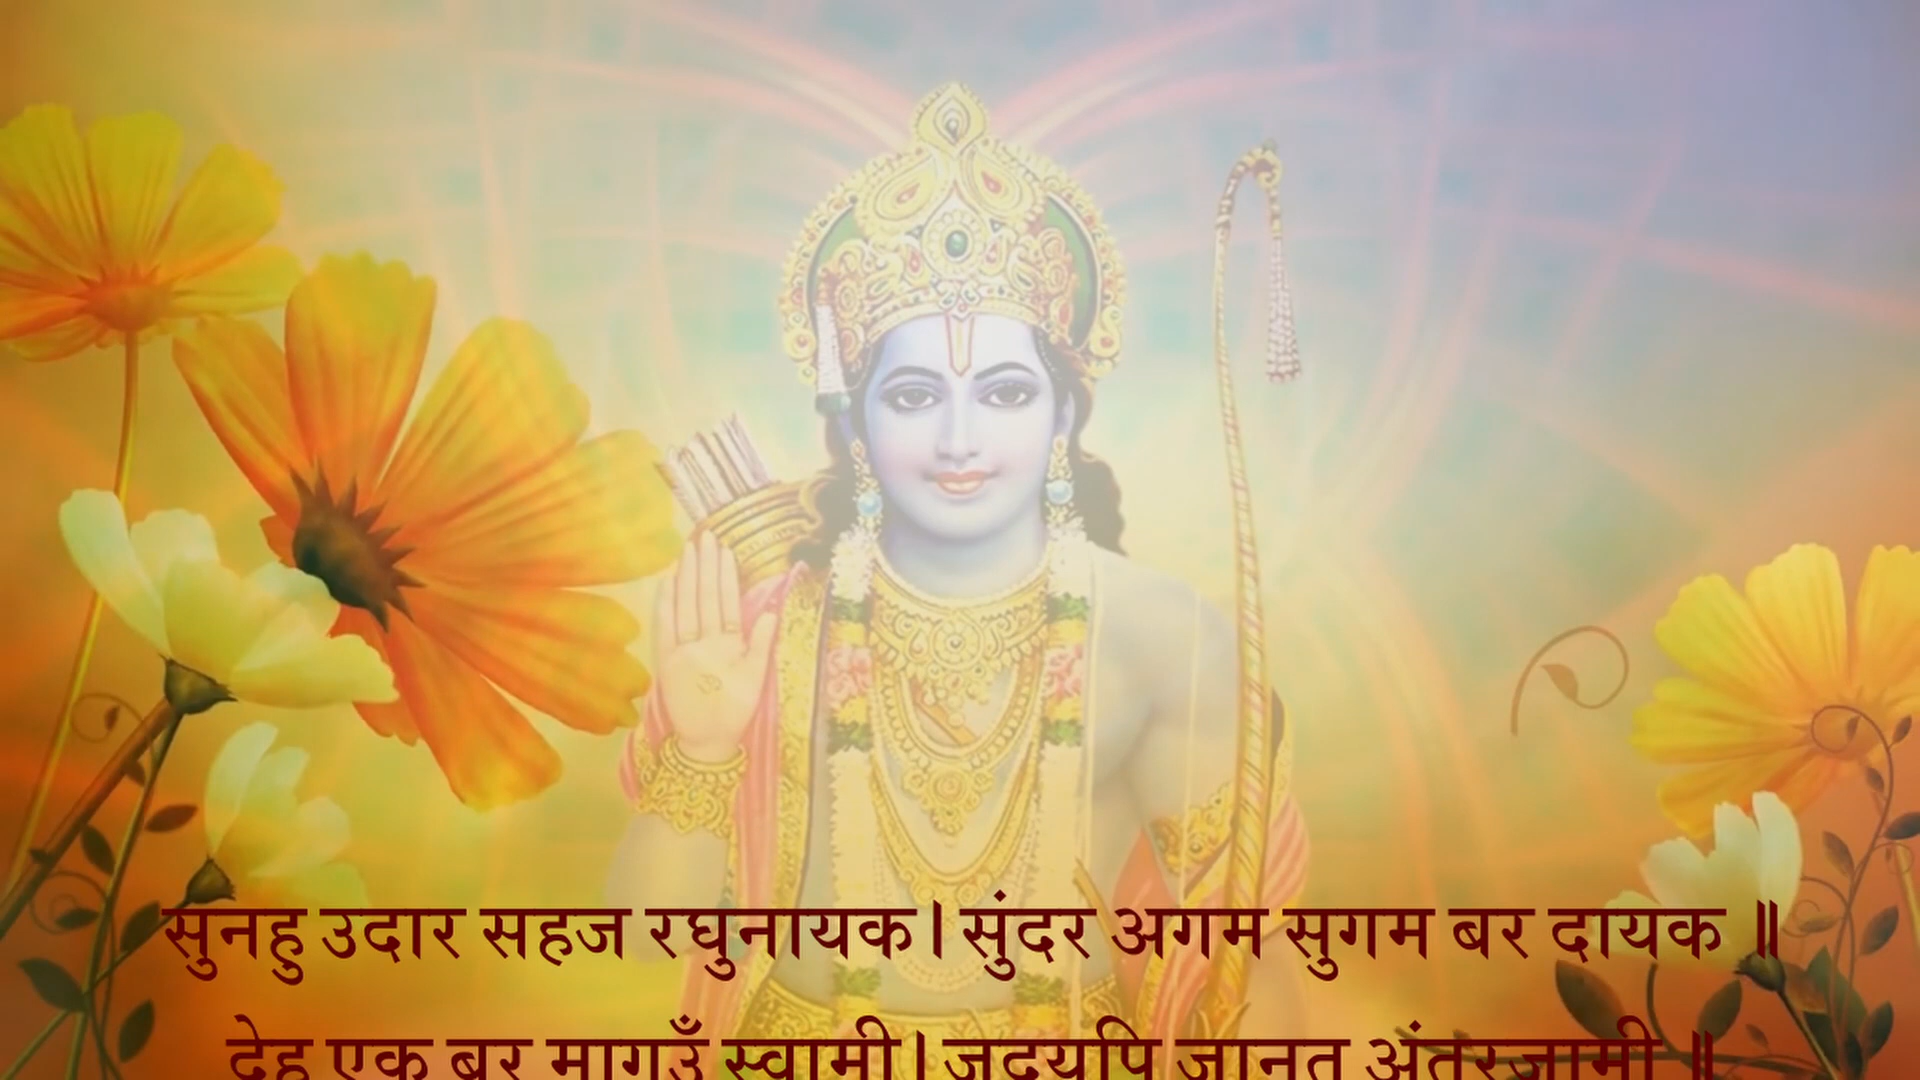 सुनहु उदार सहज रघुनायक। सुंदर अगम सुगम बर दायक॥
देहु एक बर मागउँ स्वामी। जदयपि जानत अंतरजामी॥